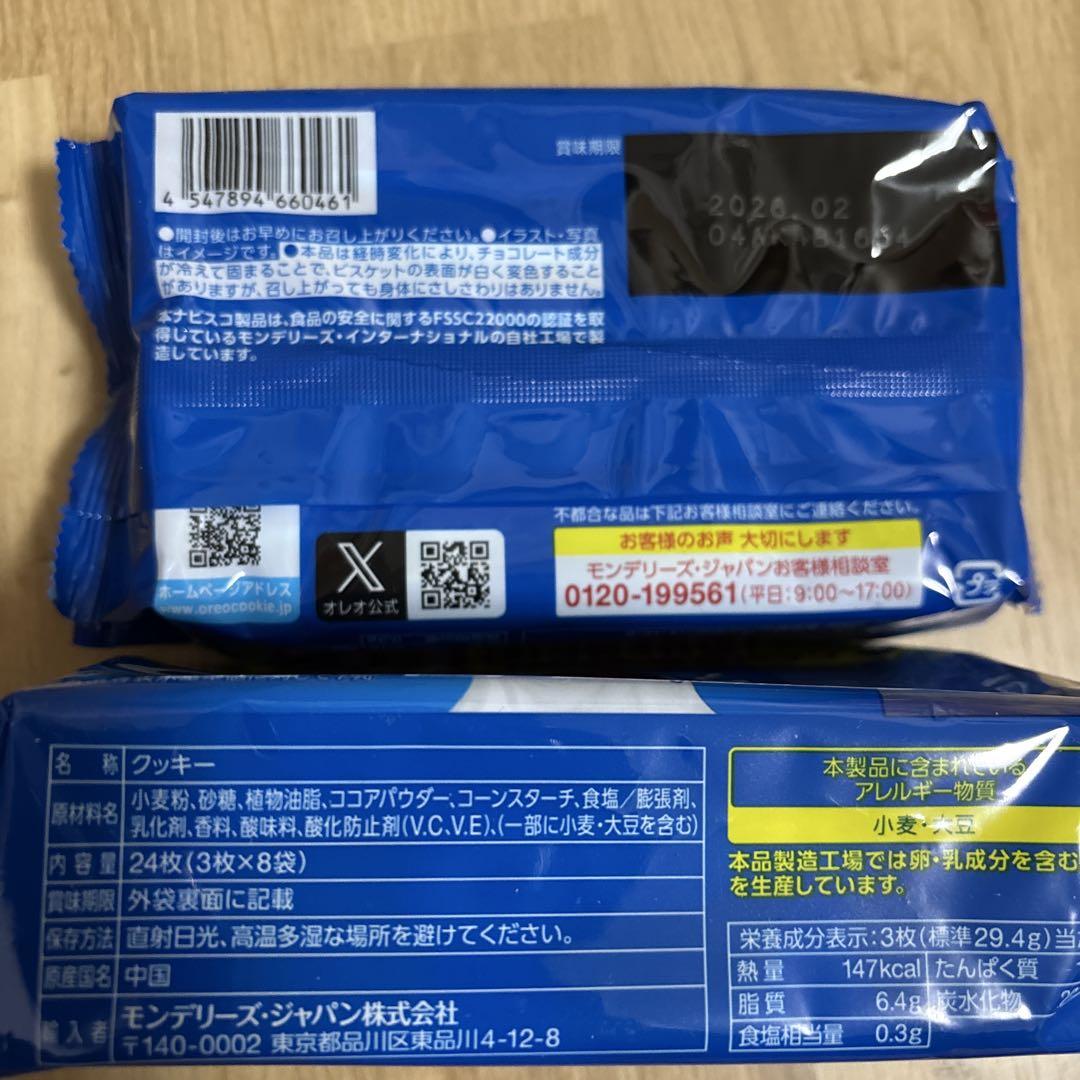 4 547894 660461
賞味期限
2026 02
●開封後はお早めにお召し上がりください。●イラスト・写真
はイメージです。●本品は経時変化により、チョコレート成分
が冷えて固まることで、ビスケットの表面が白く変色すること
がありますが、召し上がっても身体にさしさわりはありません。
本ナビスコ製品は、食品の安全に関するFSSC22000の認証を取
得しているモンデリーズ・インターナショナルの自社工場で製
造しています。
ホームページアドレス
www.oreocookie.jp
X
オレオ公式
不都合な品は下記お客様相談室にご連絡ください。
お客様のお声 大切にします
モンデリーズ・ジャパンお客様相談室
0120-199561(平日:9:00～17:00)
プラ
名称 クッキー
原材料名 小麦粉、砂糖、植物油脂、ココアパウダー、コーンスターチ、食塩/膨張剤、
乳化剤、香料、酸味料、酸化防止剤(V.C、V.E)、(一部に小麦・大豆を含む)
内容量 24枚(3枚×8袋)
賞味期限 外袋裏面に記載
保存方法 直射日光、高温多湿な場所を避けてください。
原産国名 中国
輸入者 モンデリーズ・ジャパン株式会社
〒140-0002 東京都品川区東品川4-12-8
本製品に含まれている
アレルギー物質
小麦・大豆
本品製造工場では卵・乳成分を含む
を生産しています。
栄養成分表示:3枚(標準29.4g)当
熱量 147kcal たんぱく質
脂質 6.4g 炭水化物
食塩相当量 0.3g